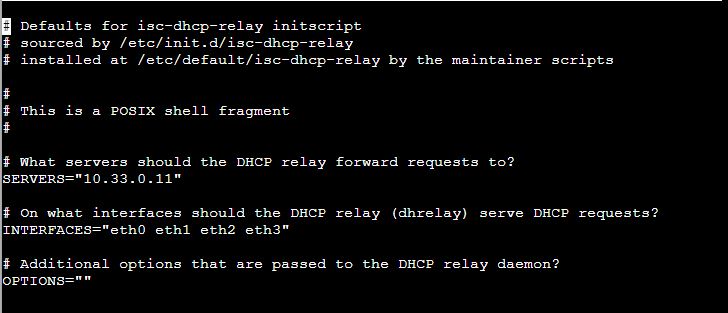 # Defaults for isc-dhcp-relay initscript
# sourced by /etc/init.d/isc-dhcp-relay
# installed at /etc/default/isc-dhcp-relay by the maintainer scripts
#
# This is a POSIX shell fragment
#
# What servers should the DHCP relay forward requests to?
SERVERS="10.33.0.11"
# On what interfaces should the DHCP relay (dhrelay) serve DHCP requests?
INTERFACES="eth0 eth1 eth2 eth3"
# Additional options that are passed to the DHCP relay daemon?
OPTIONS=""